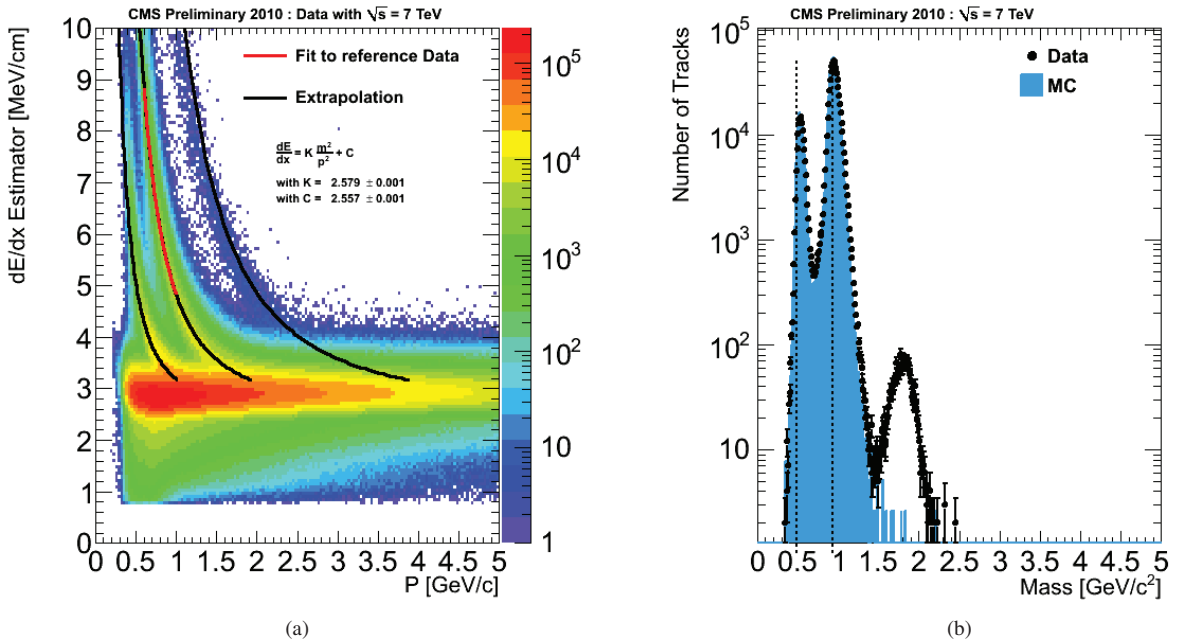 CMS Preliminary 2010 : Data with √s = 7 TeV
dE/dx Estimator [MeV/cm]
10
9
8
7
6
5
4
3
2
1
0
Fit to reference Data
Extrapolation
dE/dx = K m²/p² + C
with K = 2.579 ± 0.001
with C = 2.557 ± 0.001
10⁵
10⁴
10³
10²
10
1
0 0.5 1 1.5 2 2.5 3 3.5 4 4.5 5
P [GeV/c]
(a)
CMS Preliminary 2010 : √s = 7 TeV
Number of Tracks
10⁵
10⁴
10³
10²
10
Data
MC
0 0.5 1 1.5 2 2.5 3 3.5 4 4.5 5
Mass [GeV/c²]
(b)